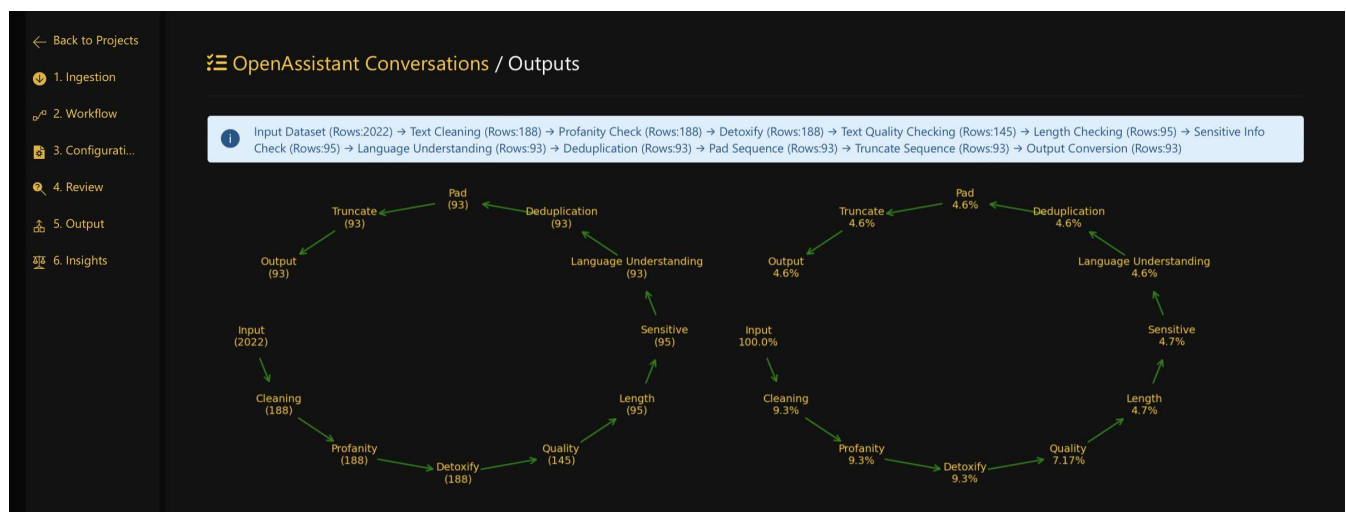 Back to Projects
1. Ingestion
2. Workflow
3. Configurati...
4. Review
5. Output
6. Insights
OpenAssistant Conversations / Outputs
Input Dataset (Rows:2022) → Text Cleaning (Rows:188) → Profanity Check (Rows:188) → Detoxify (Rows:188) → Text Quality Checking (Rows:145) → Length Checking (Rows:95) → Sensitive Info
Check (Rows:95) → Language Understanding (Rows:93) → Deduplication (Rows:93) → Pad Sequence (Rows:93) → Truncate Sequence (Rows:93) → Output Conversion (Rows:93)
Pad
(93)
Truncate
(93)
Deduplication
(93)
Output
(93)
Language Understanding
(93)
Input
(2022)
Sensitive
(95)
Cleaning
(188)
Length
(95)
Profanity
(188)
Quality
(145)
Detoxify
(188)
Pad
4.6%
Truncate
4.6%
Deduplication
4.6%
Output
4.6%
Language Understanding
4.6%
Input
100.0%
Sensitive
4.7%
Cleaning
9.3%
Length
4.7%
Profanity
9.3%
Quality
7.17%
Detoxify
9.3%